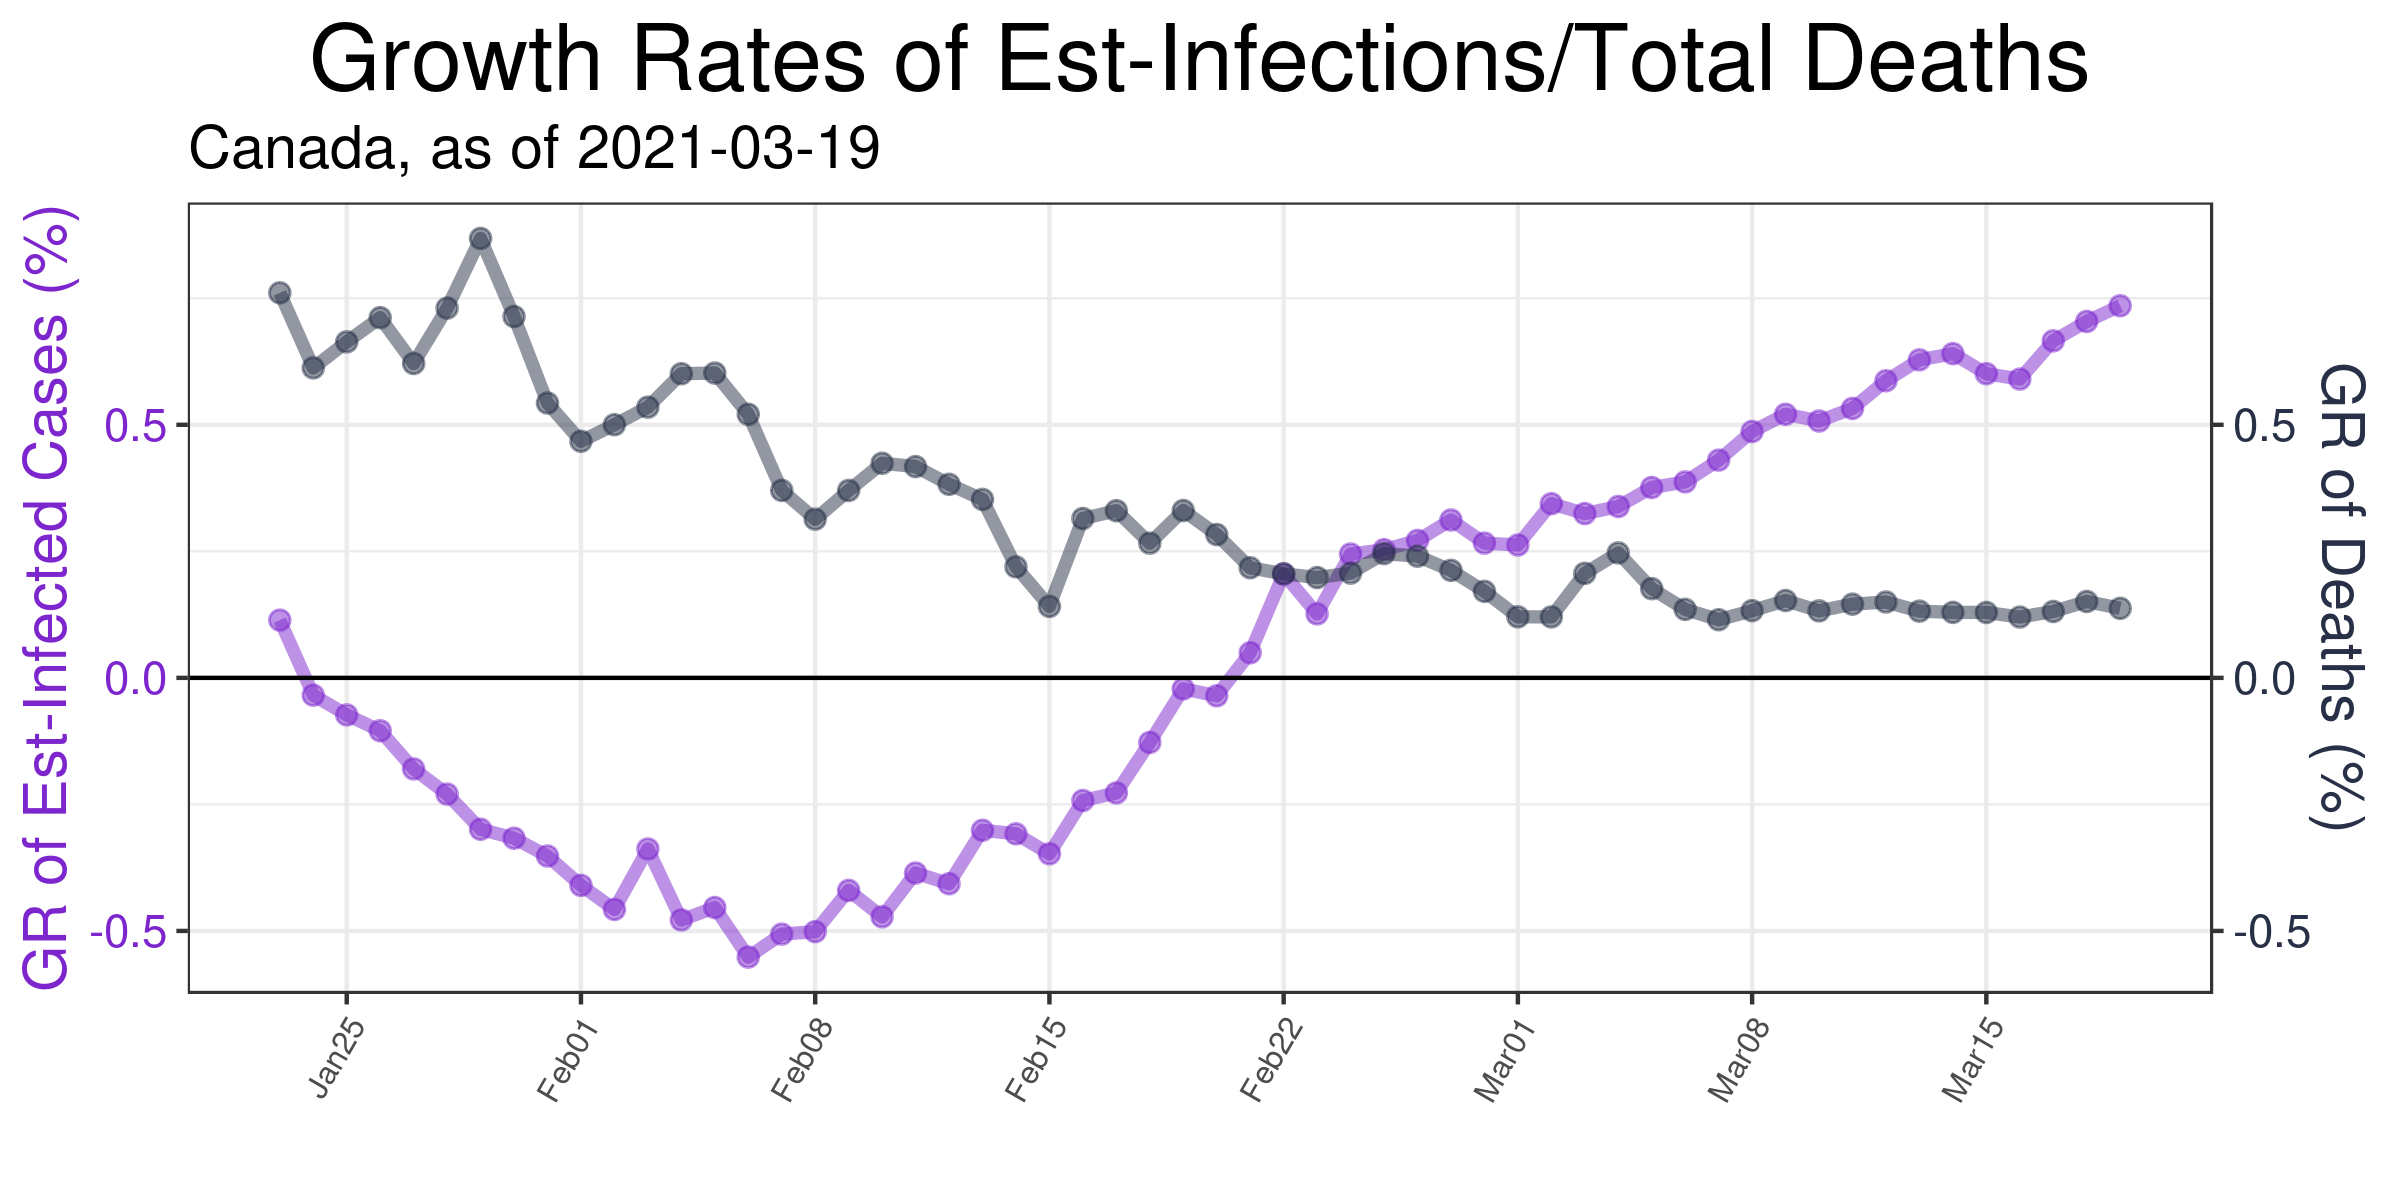 Growth Rates of Est-Infections/Total Deaths
Canada, as of 2021-03-19
GR of Est-Infected Cases (%)
0.5
0.0
-0.5
0.5
0.0
-0.5
GR of Deaths (%)
Jan25
Feb01
Feb08
Feb15
Feb22
Mar01
Mar08
Mar15